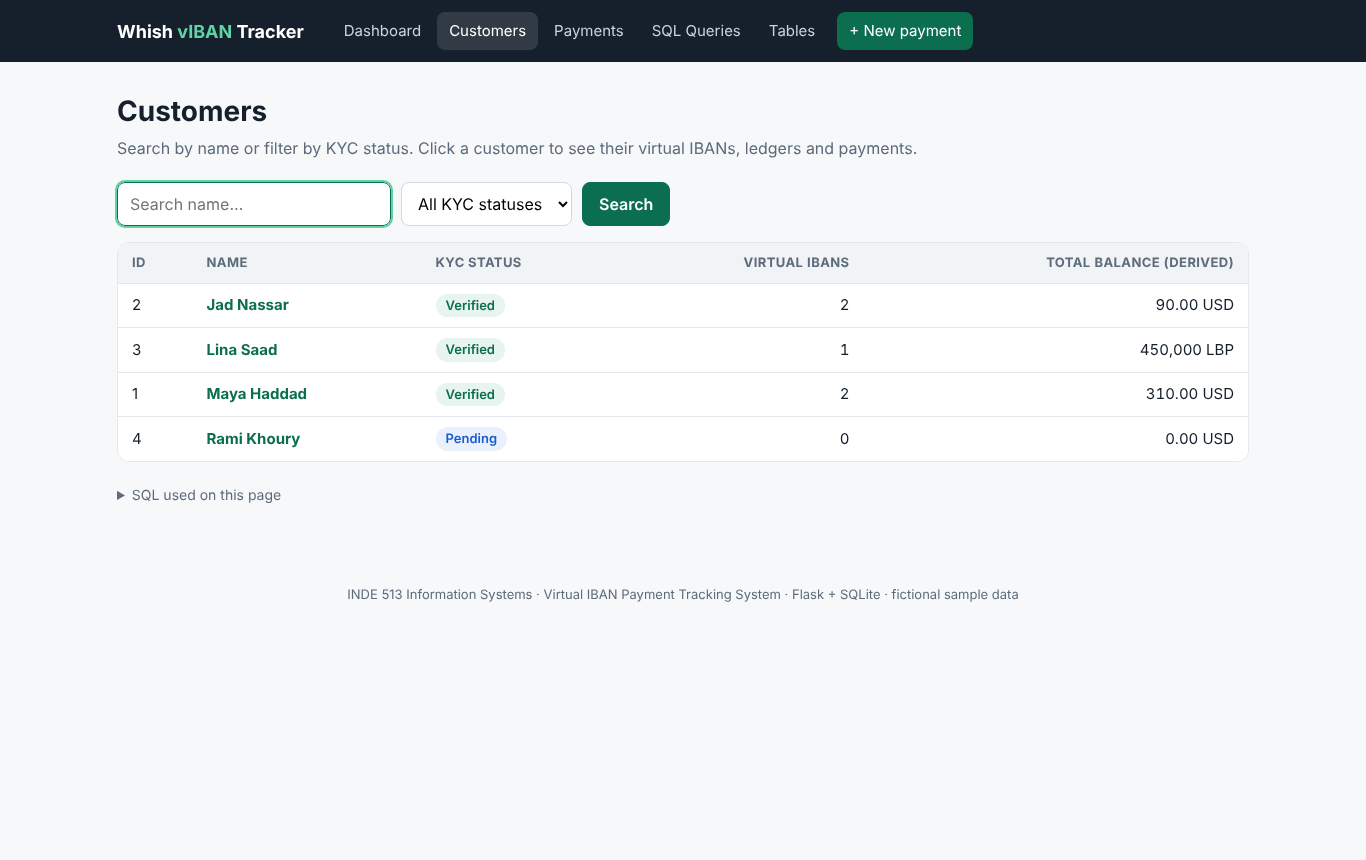 Whish vIBAN Tracker Dashboard Customers Payments SQL Queries Tables + New payment
Customers
Search by name or filter by KYC status. Click a customer to see their virtual IBANs, ledgers and payments.
Search name... All KYC statuses Search
ID NAME KYC STATUS VIRTUAL IBANS TOTAL BALANCE (DERIVED)
2 Jad Nassar Verified 2 90.00 USD
3 Lina Saad Verified 1 450,000 LBP
1 Maya Haddad Verified 2 310.00 USD
4 Rami Khoury Pending 0 0.00 USD
SQL used on this page
INDE 513 Information Systems · Virtual IBAN Payment Tracking System · Flask + SQLite · fictional sample data